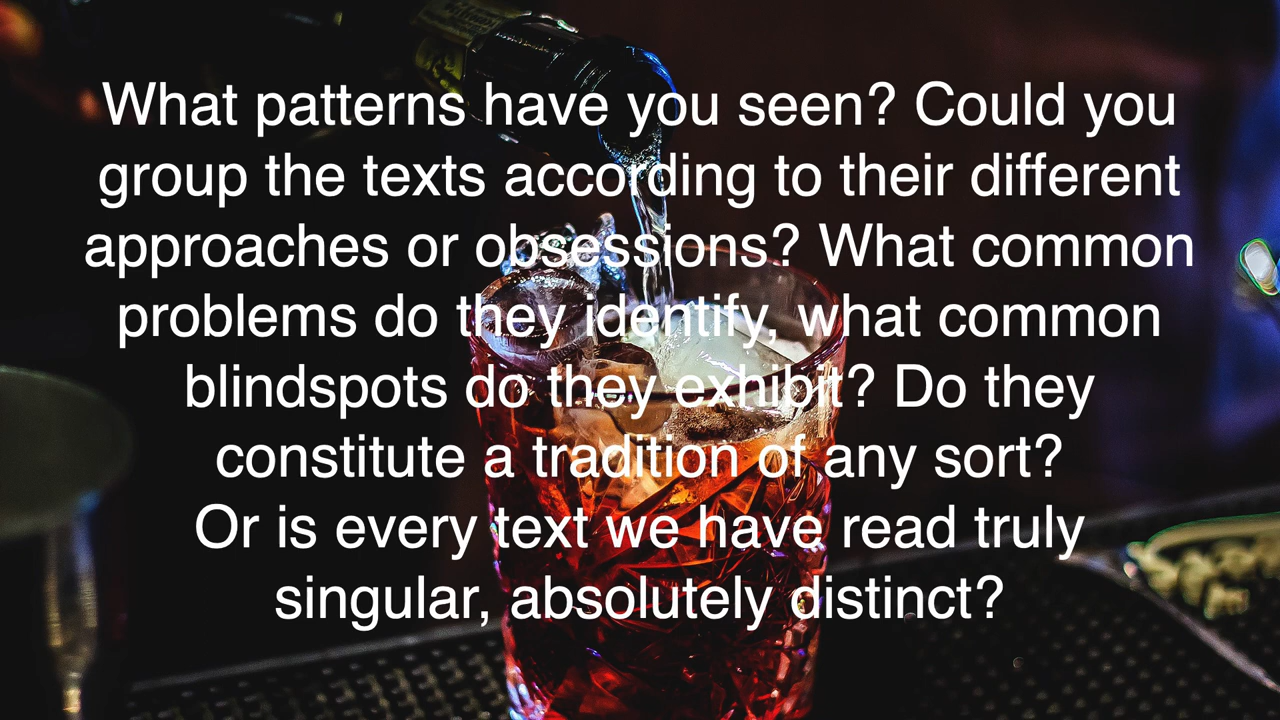 What patterns have you seen? Could you
group the texts according to their different
approaches or obsessions? What common
problems do they identify, what common
blindspots do they exhibit? Do they
constitute a tradition of any sort?
Or is every text we have read truly
singular, absolutely distinct?